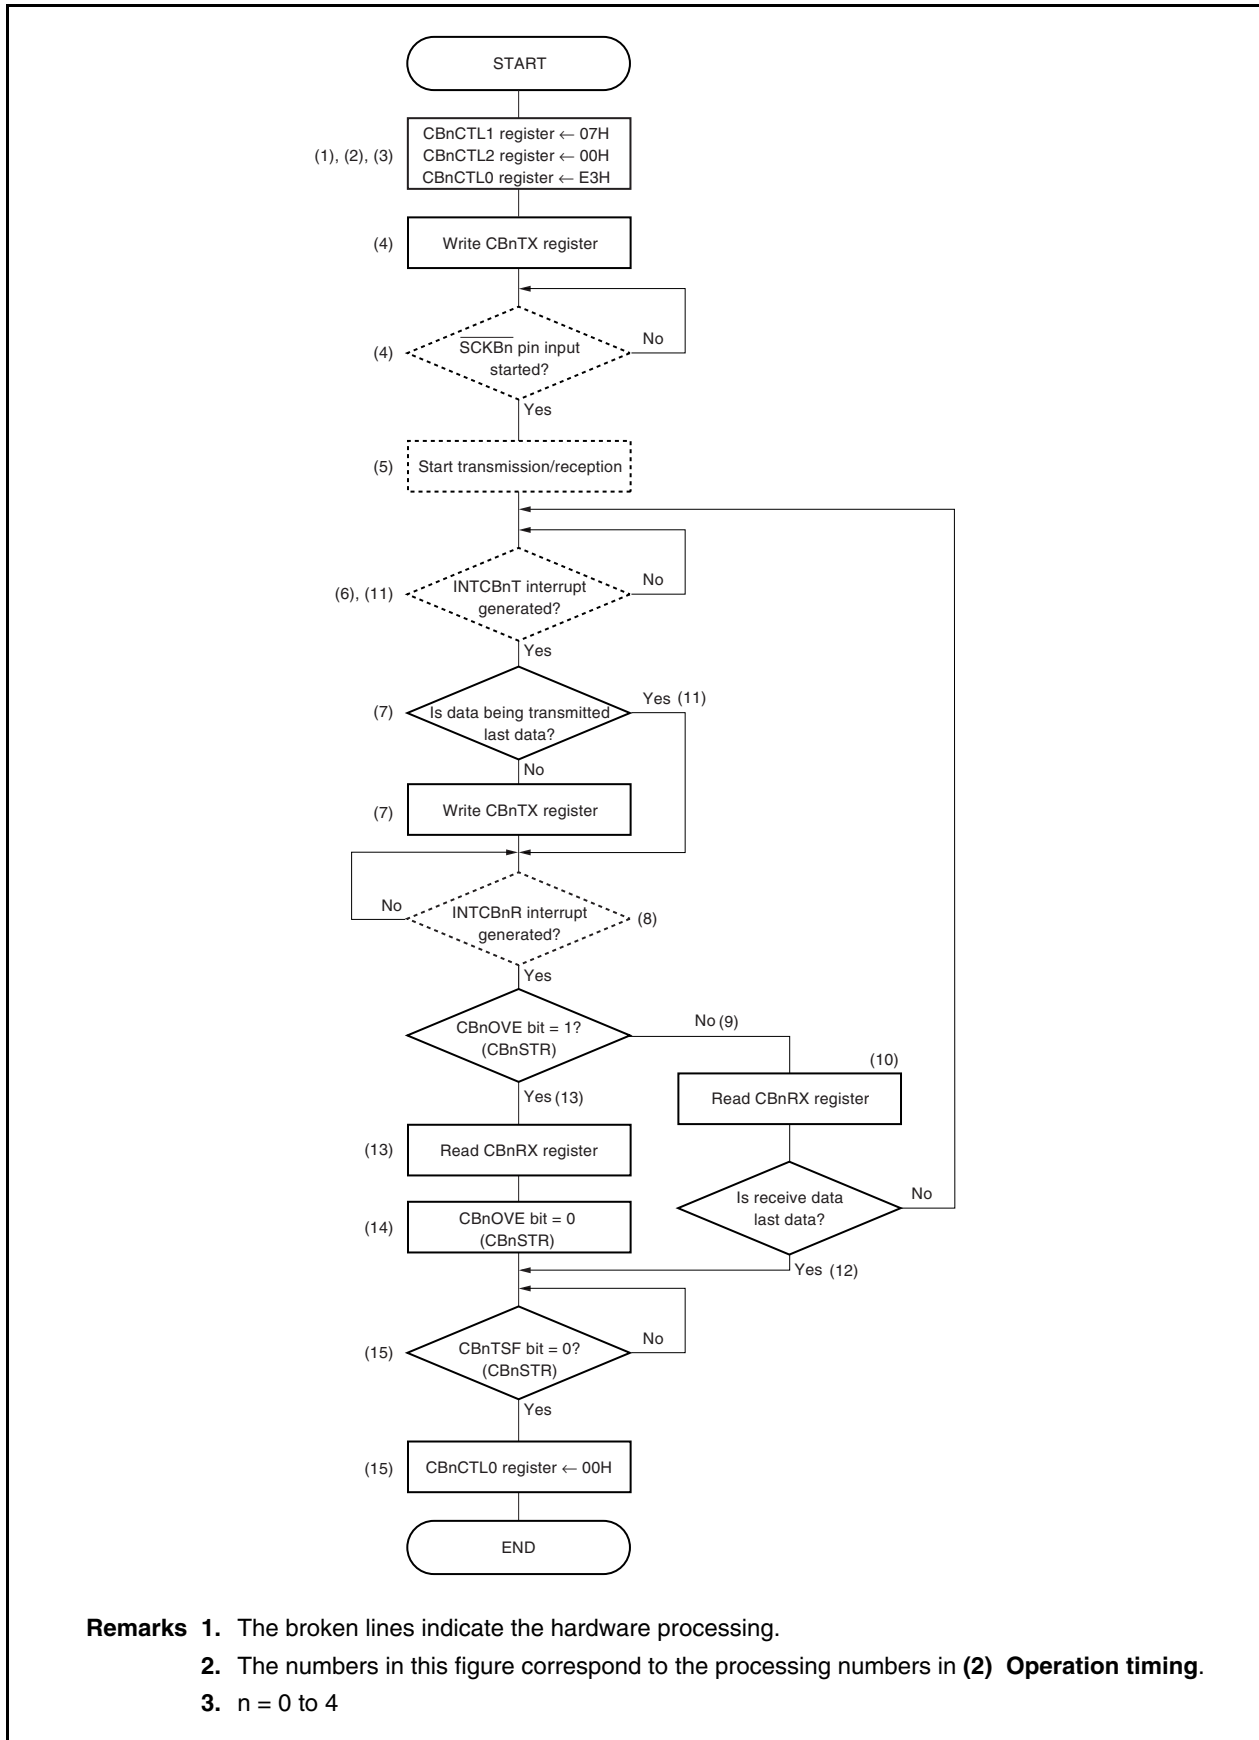 START
CBnCTL1 register ← 07H
(1), (2), (3) CBnCTL2 register ← 00H
CBnCTL0 register ← E3H
(4) Write CBnTX register
SCKBn pin input
No
(4) started?
Yes
(5) Start transmission/reception
INTCBnT interrupt
No
(6), (11) generated?
Yes
Yes (11)
(7) Is data being transmitted
last data?
No
(7) Write CBnTX register
No
INTCBnR interrupt
generated?
(8)
Yes
CBnOVE bit = 1?
(CBnSTR)
No (9)
(10)
Read CBnRX register
Yes (13)
(13) Read CBnRX register
Is receive data
last data?
No
(14) CBnOVE bit = 0
(CBnSTR)
Yes (12)
No
(15) CBnTSF bit = 0?
(CBnSTR)
Yes
(15) CBnCTL0 register ← 00H
END
Remarks 1. The broken lines indicate the hardware processing.
2. The numbers in this figure correspond to the processing numbers in (2) Operation timing.
3. n = 0 to 4